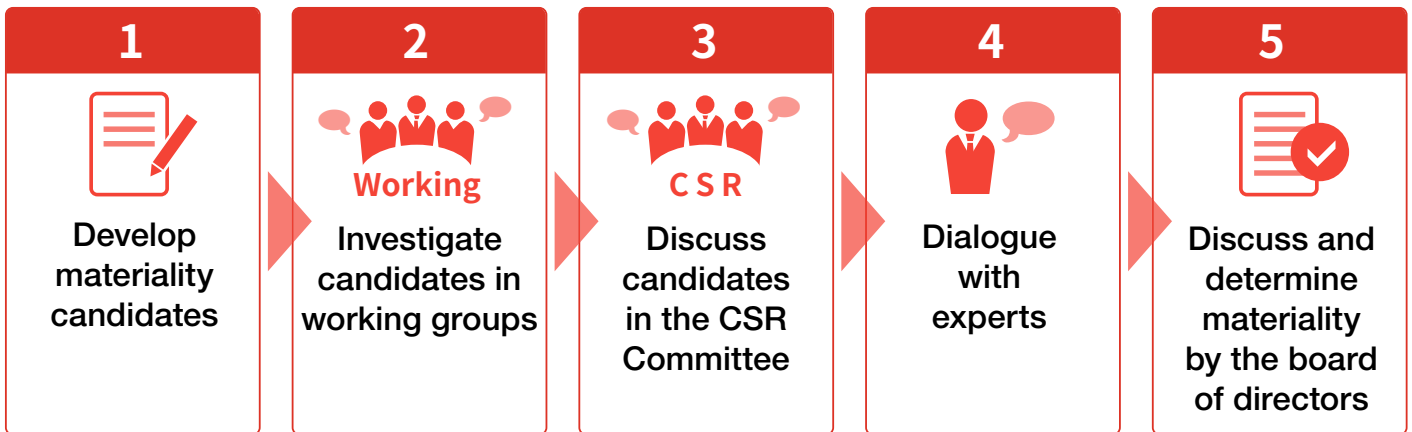 1
Develop
materiality
candidates
2
Working
Investigate
candidates in
working groups
3
CSR
Discuss
candidates
in the CSR
Committee
4
Dialogue
with
experts
5
Discuss and
determine
materiality
by the board
of directors